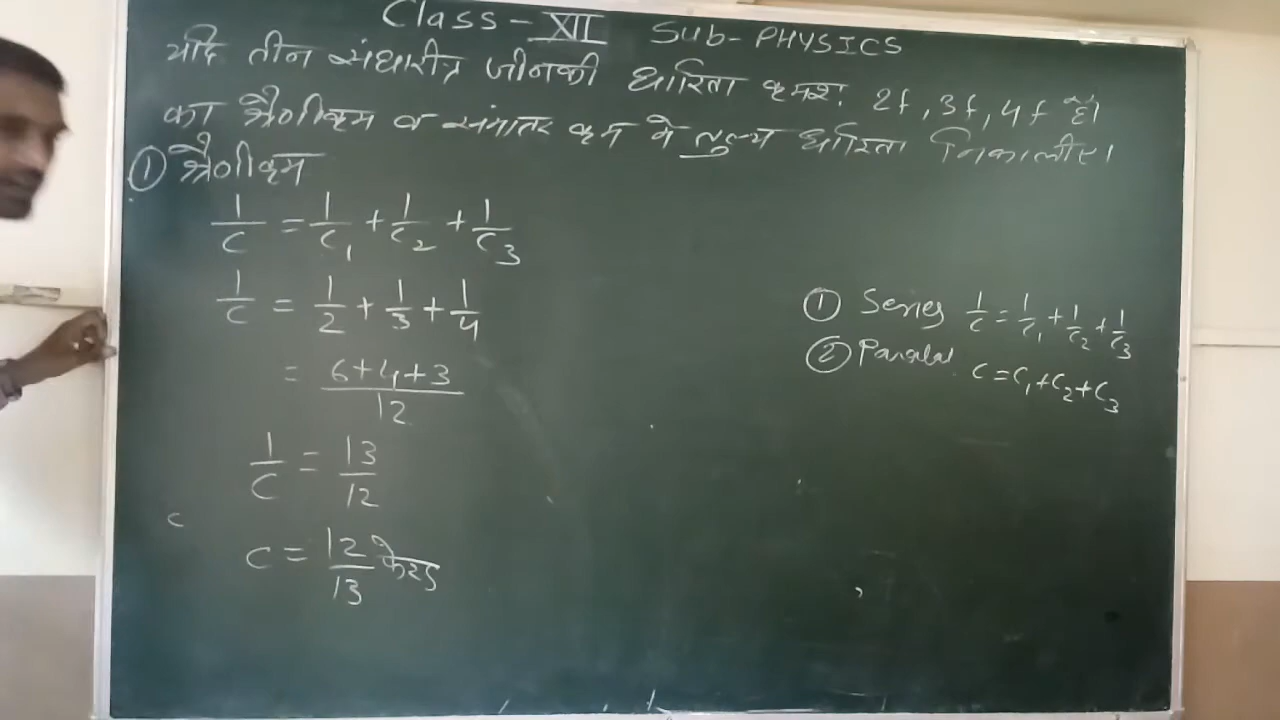 Class - XII Sub- PHYSICS
यदि तीन संधारीत्र जीनकी धारिता क्रमश. 2f, 3f, 4f है।
का श्रेणीक्रम व समांतर क्रम मे तुल्य धारिता निकालीए।
① श्रेणीक्रम
1/C = 1/C₁ + 1/C₂ + 1/C₃
1/C = 1/2 + 1/3 + 1/4
= 6+4+3/12
1/C = 13/12
C
C = 12/13 फेरड
① Series 1/C = 1/C₁ + 1/C₂ + 1/C₃
② C = C₁+C₂+C₃